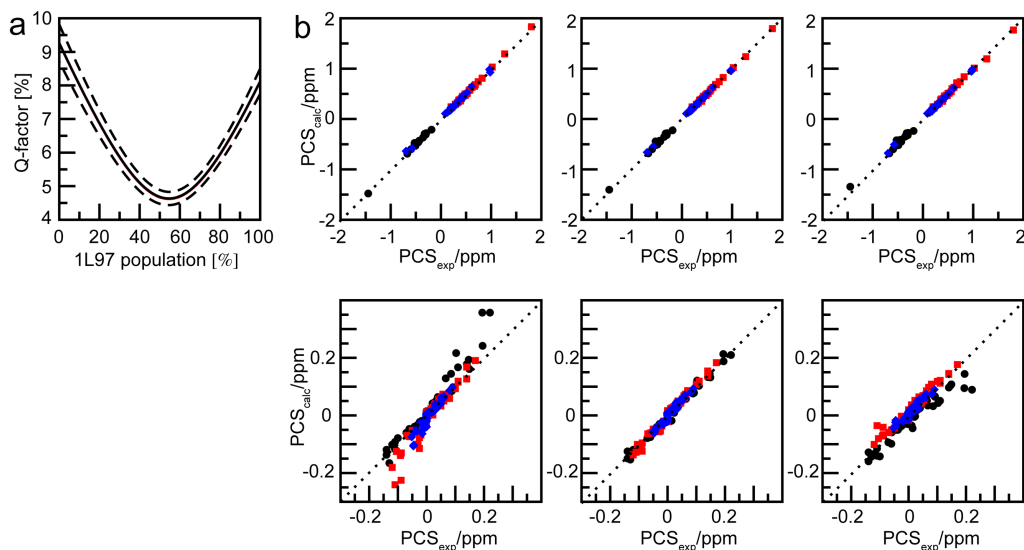 a
Q-factor [%]
10
9
8
7
6
5
4
0 20 40 60 80 100
1L97 population [%]
b
PCScalc/ppm
2
1
0
-1
-2
-2 -1 0 1 2
PCSexp/ppm
2
1
0
-1
-2
-2 -1 0 1 2
PCSexp/ppm
2
1
0
-1
-2
-2 -1 0 1 2
PCSexp/ppm
PCScalc/ppm
0.2
0
-0.2
-0.2 0 0.2
PCSexp/ppm
0.2
0
-0.2
-0.2 0 0.2
PCSexp/ppm
0.2
0
-0.2
-0.2 0 0.2
PCSexp/ppm